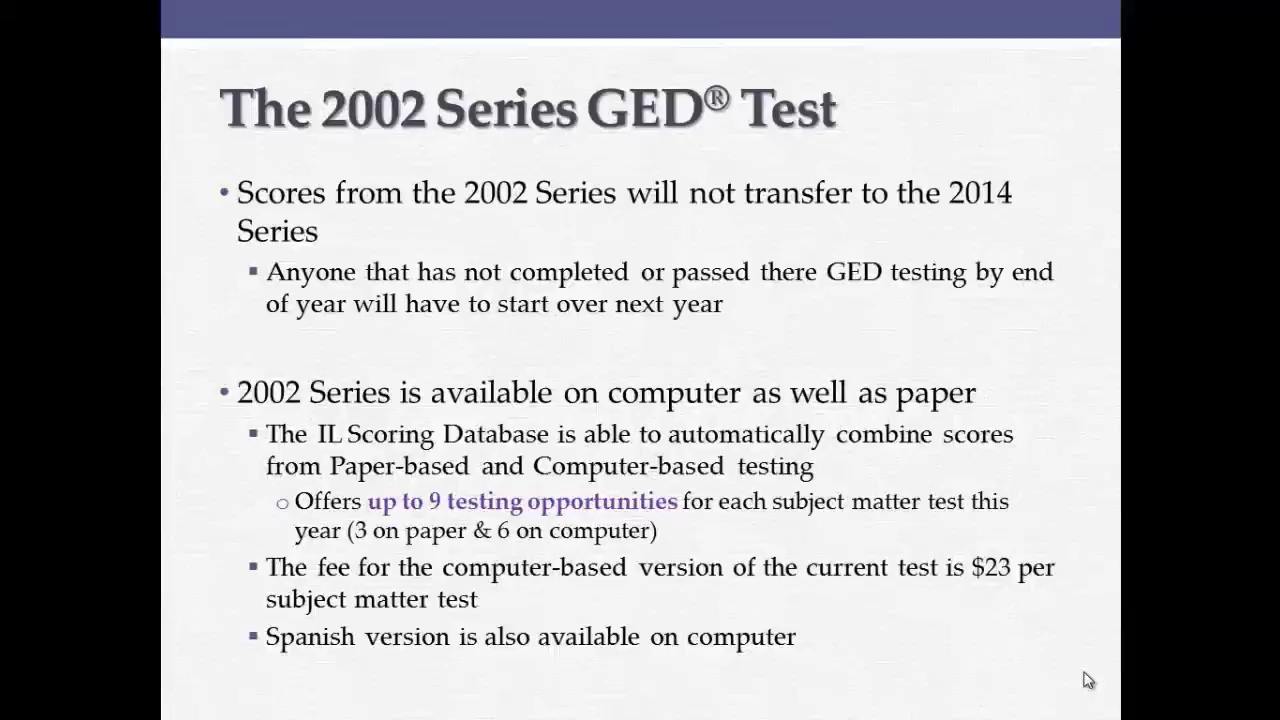 The 2002 Series GED® Test
• Scores from the 2002 Series will not transfer to the 2014
Series
▪ Anyone that has not completed or passed there GED testing by end
of year will have to start over next year
• 2002 Series is available on computer as well as paper
▪ The IL Scoring Database is able to automatically combine scores
from Paper-based and Computer-based testing
○ Offers up to 9 testing opportunities for each subject matter test this
year (3 on paper & 6 on computer)
▪ The fee for the computer-based version of the current test is $23 per
subject matter test
▪ Spanish version is also available on computer